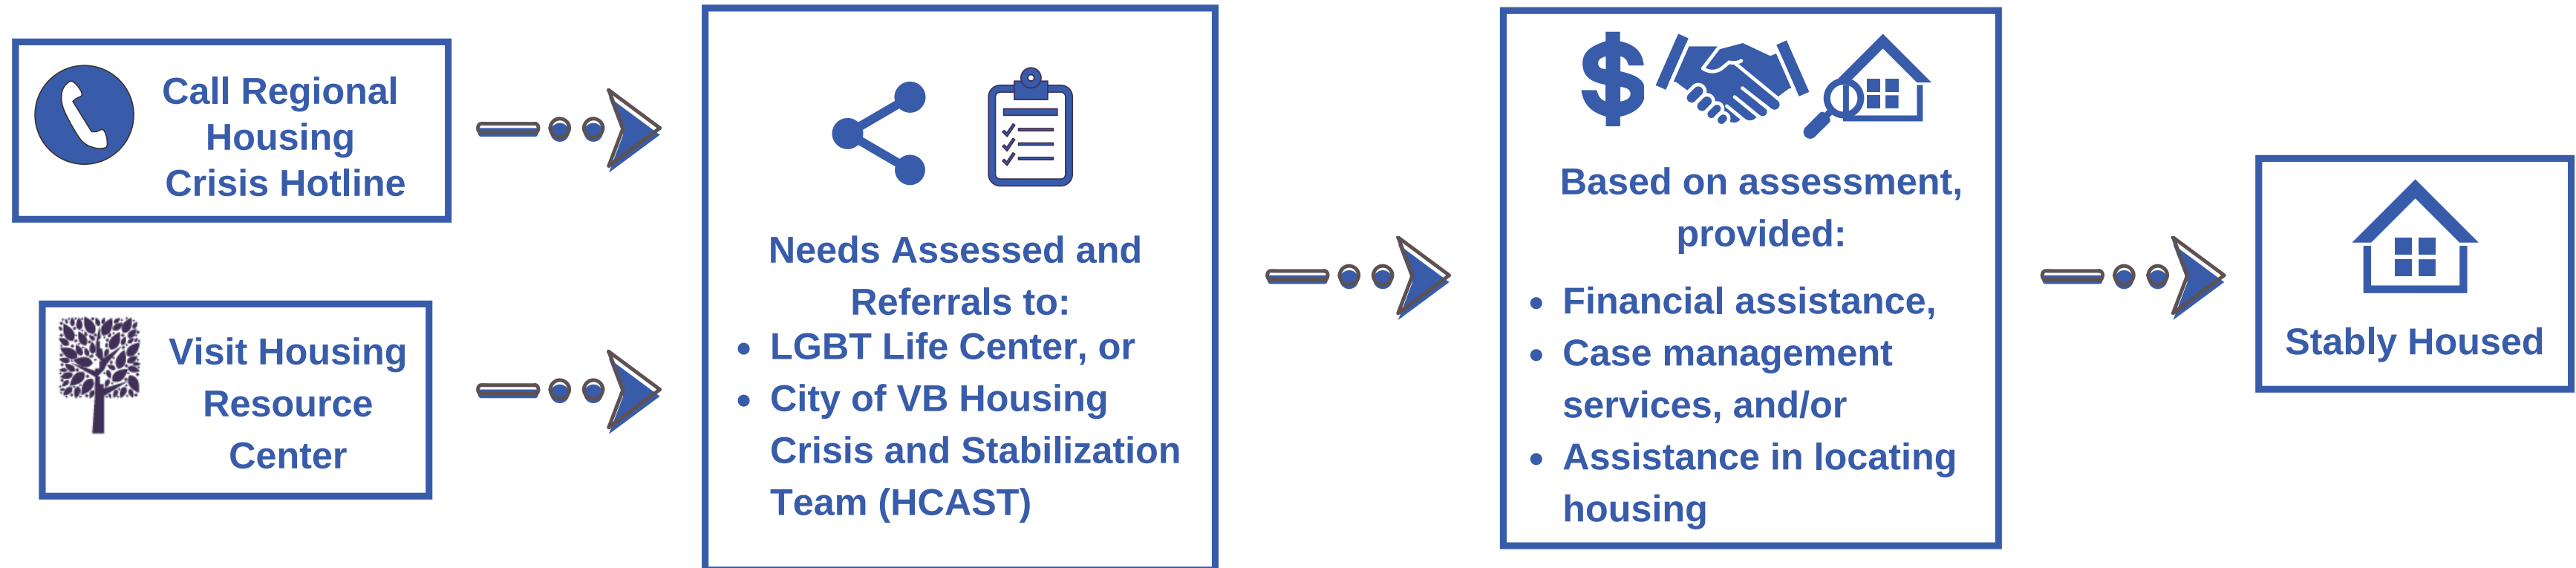 Call Regional
Housing
Crisis Hotline
Visit Housing
Resource
Center
Needs Assessed and
Referrals to:
• LGBT Life Center, or
• City of VB Housing
Crisis and Stabilization
Team (HCAST)
Based on assessment,
provided:
• Financial assistance,
• Case management
services, and/or
• Assistance in locating
housing
Stably Housed